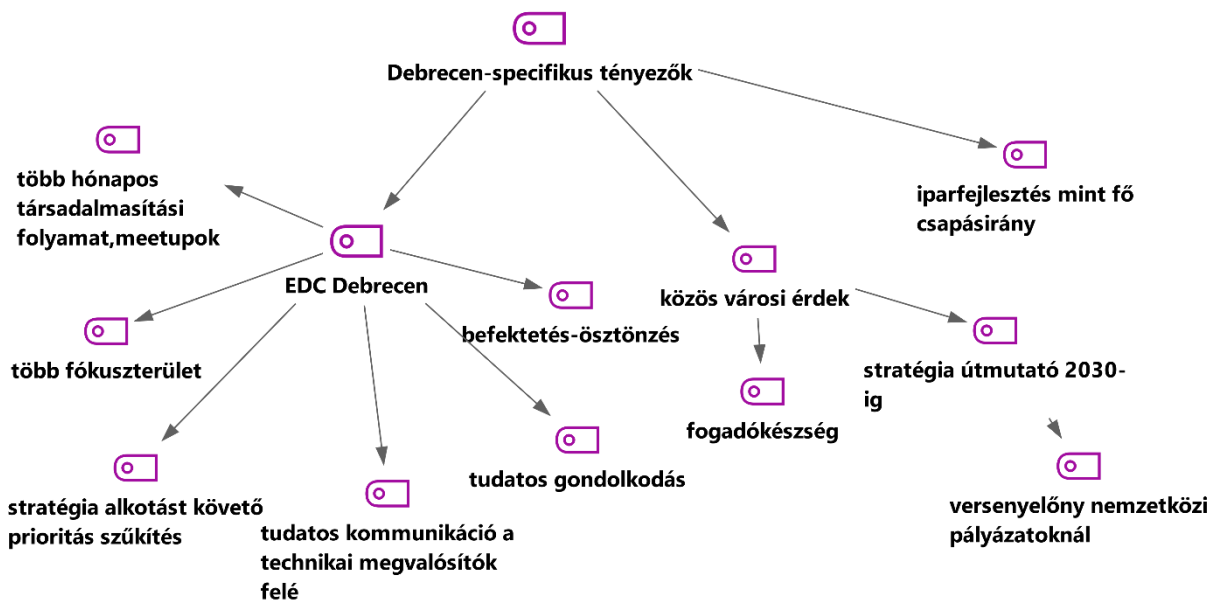 Debrecen-specifikus tényezők
több hónapos
társadalmasítási
folyamat,meetupok
iparfejlesztés mint fő
csapásirány
EDC Debrecen
közös városi érdek
befektetés-ösztönzés
több fókuszterület
stratégia útmutató 2030-
ig
fogadókészség
tudatos gondolkodás
stratégia alkotást követő
prioritás szűkítés
tudatos kommunikáció a
technikai megvalósítók
felé
versenyelőny nemzetközi
pályázatoknál